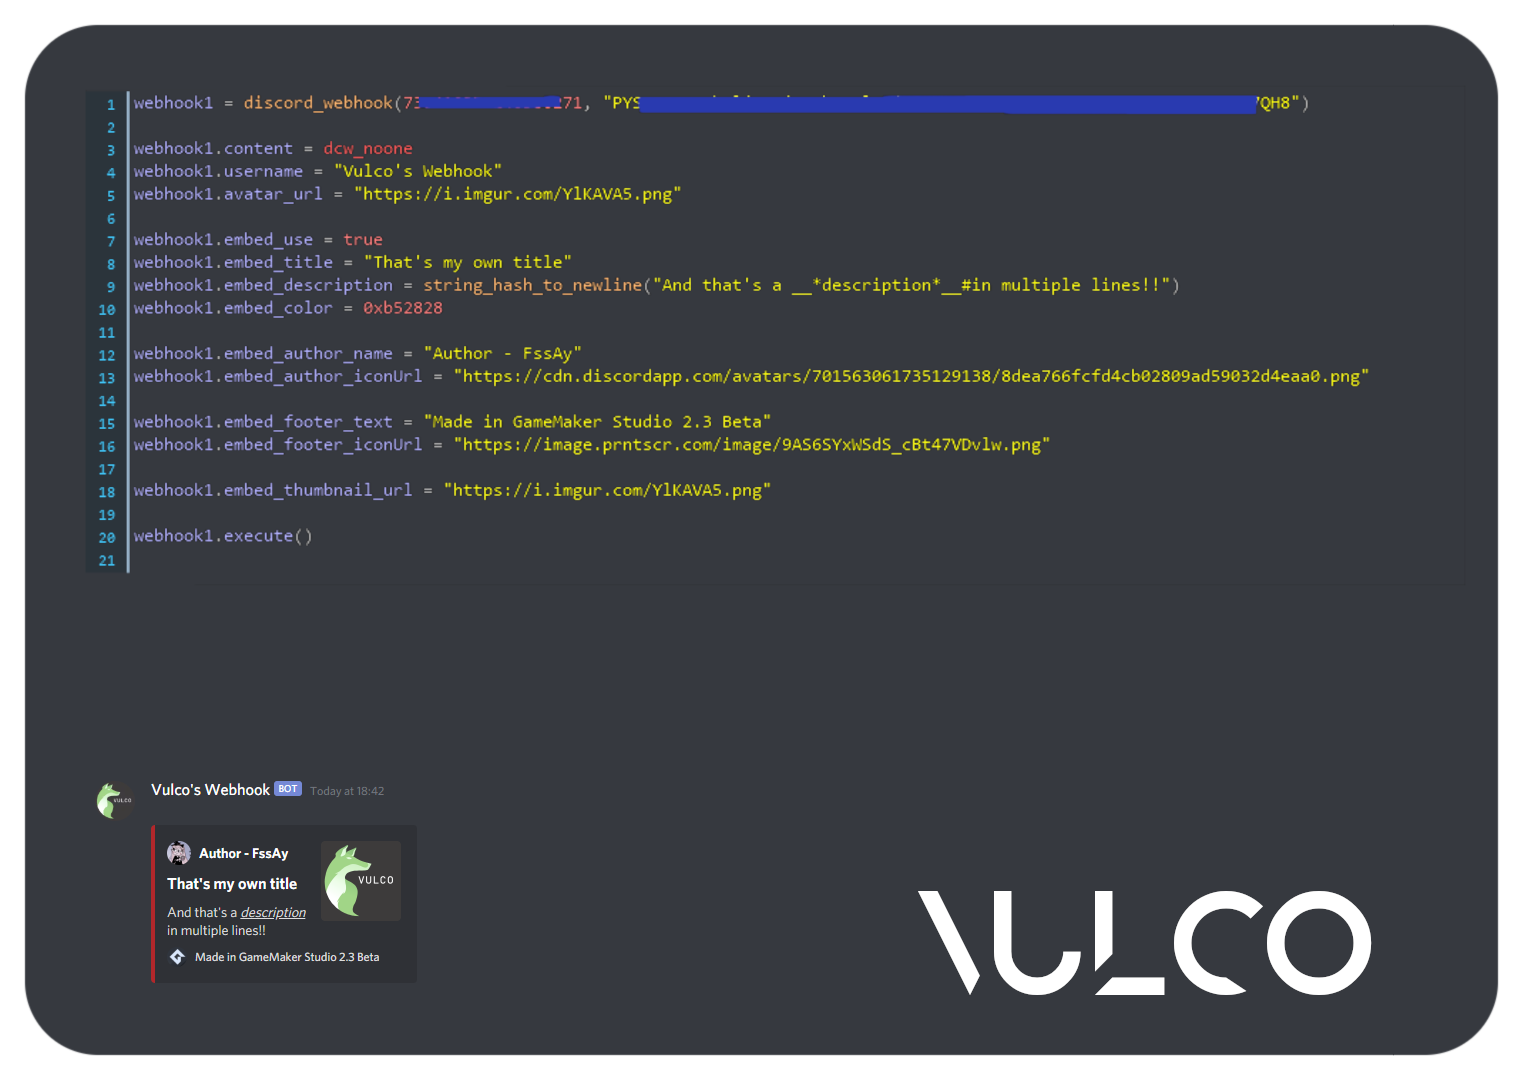 1 webhook1 = discord_webhook(73 271, "PYS 7QH8")
2
3 webhook1.content = dcw_noone
4 webhook1.username = "Vulco's Webhook"
5 webhook1.avatar_url = "https://i.imgur.com/YlKAVA5.png"
6
7 webhook1.embed_use = true
8 webhook1.embed_title = "That's my own title"
9 webhook1.embed_description = string_hash_to_newline("And that's a __*description*__#in multiple lines!!")
10 webhook1.embed_color = 0xb52828
11
12 webhook1.embed_author_name = "Author - FssAy"
13 webhook1.embed_author_iconUrl = "https://cdn.discordapp.com/avatars/701563061735129138/8dea766fcfd4cb02809ad59032d4eaa0.png"
14
15 webhook1.embed_footer_text = "Made in GameMaker Studio 2.3 Beta"
16 webhook1.embed_footer_iconUrl = "https://image.prntscr.com/image/9AS6SYxWSdS_cBt47VDvlw.png"
17
18 webhook1.embed_thumbnail_url = "https://i.imgur.com/YlKAVA5.png"
19
20 webhook1.execute()
21
VULCO
Vulco's Webhook BOT Today at 18:42
Author - FssAy
That's my own title
And that's a description
in multiple lines!!
VULCO
Made in GameMaker Studio 2.3 Beta
VULCO